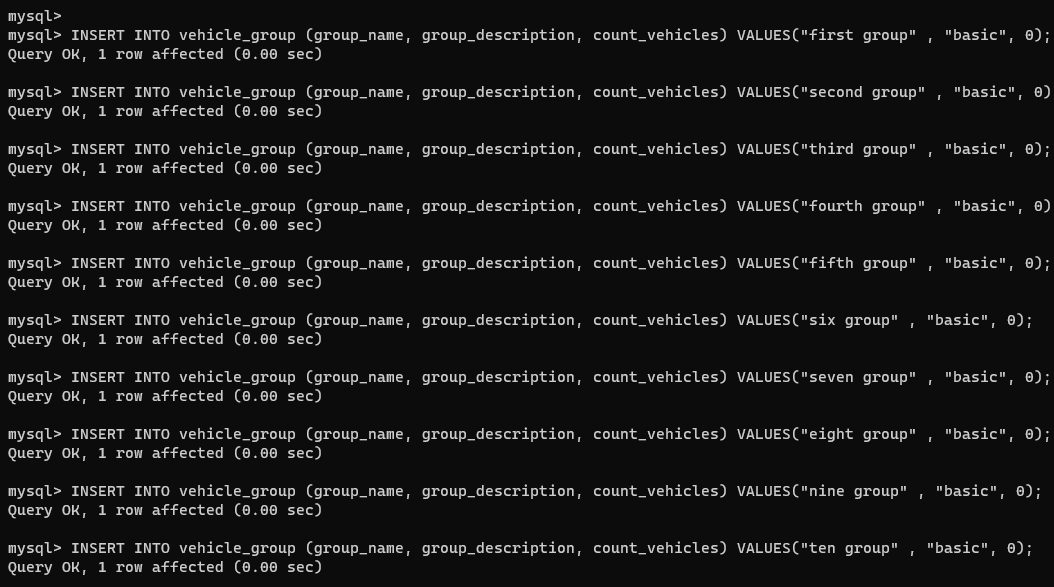 mysql>
mysql> INSERT INTO vehicle_group (group_name, group_description, count_vehicles) VALUES("first group" , "basic", 0);
Query OK, 1 row affected (0.00 sec)
mysql> INSERT INTO vehicle_group (group_name, group_description, count_vehicles) VALUES("second group" , "basic", 0)
Query OK, 1 row affected (0.00 sec)
mysql> INSERT INTO vehicle_group (group_name, group_description, count_vehicles) VALUES("third group" , "basic", 0);
Query OK, 1 row affected (0.00 sec)
mysql> INSERT INTO vehicle_group (group_name, group_description, count_vehicles) VALUES("fourth group" , "basic", 0)
Query OK, 1 row affected (0.00 sec)
mysql> INSERT INTO vehicle_group (group_name, group_description, count_vehicles) VALUES("fifth group" , "basic", 0);
Query OK, 1 row affected (0.00 sec)
mysql> INSERT INTO vehicle_group (group_name, group_description, count_vehicles) VALUES("six group" , "basic", 0);
Query OK, 1 row affected (0.00 sec)
mysql> INSERT INTO vehicle_group (group_name, group_description, count_vehicles) VALUES("seven group" , "basic", 0);
Query OK, 1 row affected (0.00 sec)
mysql> INSERT INTO vehicle_group (group_name, group_description, count_vehicles) VALUES("eight group" , "basic", 0);
Query OK, 1 row affected (0.00 sec)
mysql> INSERT INTO vehicle_group (group_name, group_description, count_vehicles) VALUES("nine group" , "basic", 0);
Query OK, 1 row affected (0.00 sec)
mysql> INSERT INTO vehicle_group (group_name, group_description, count_vehicles) VALUES("ten group" , "basic", 0);
Query OK, 1 row affected (0.00 sec)